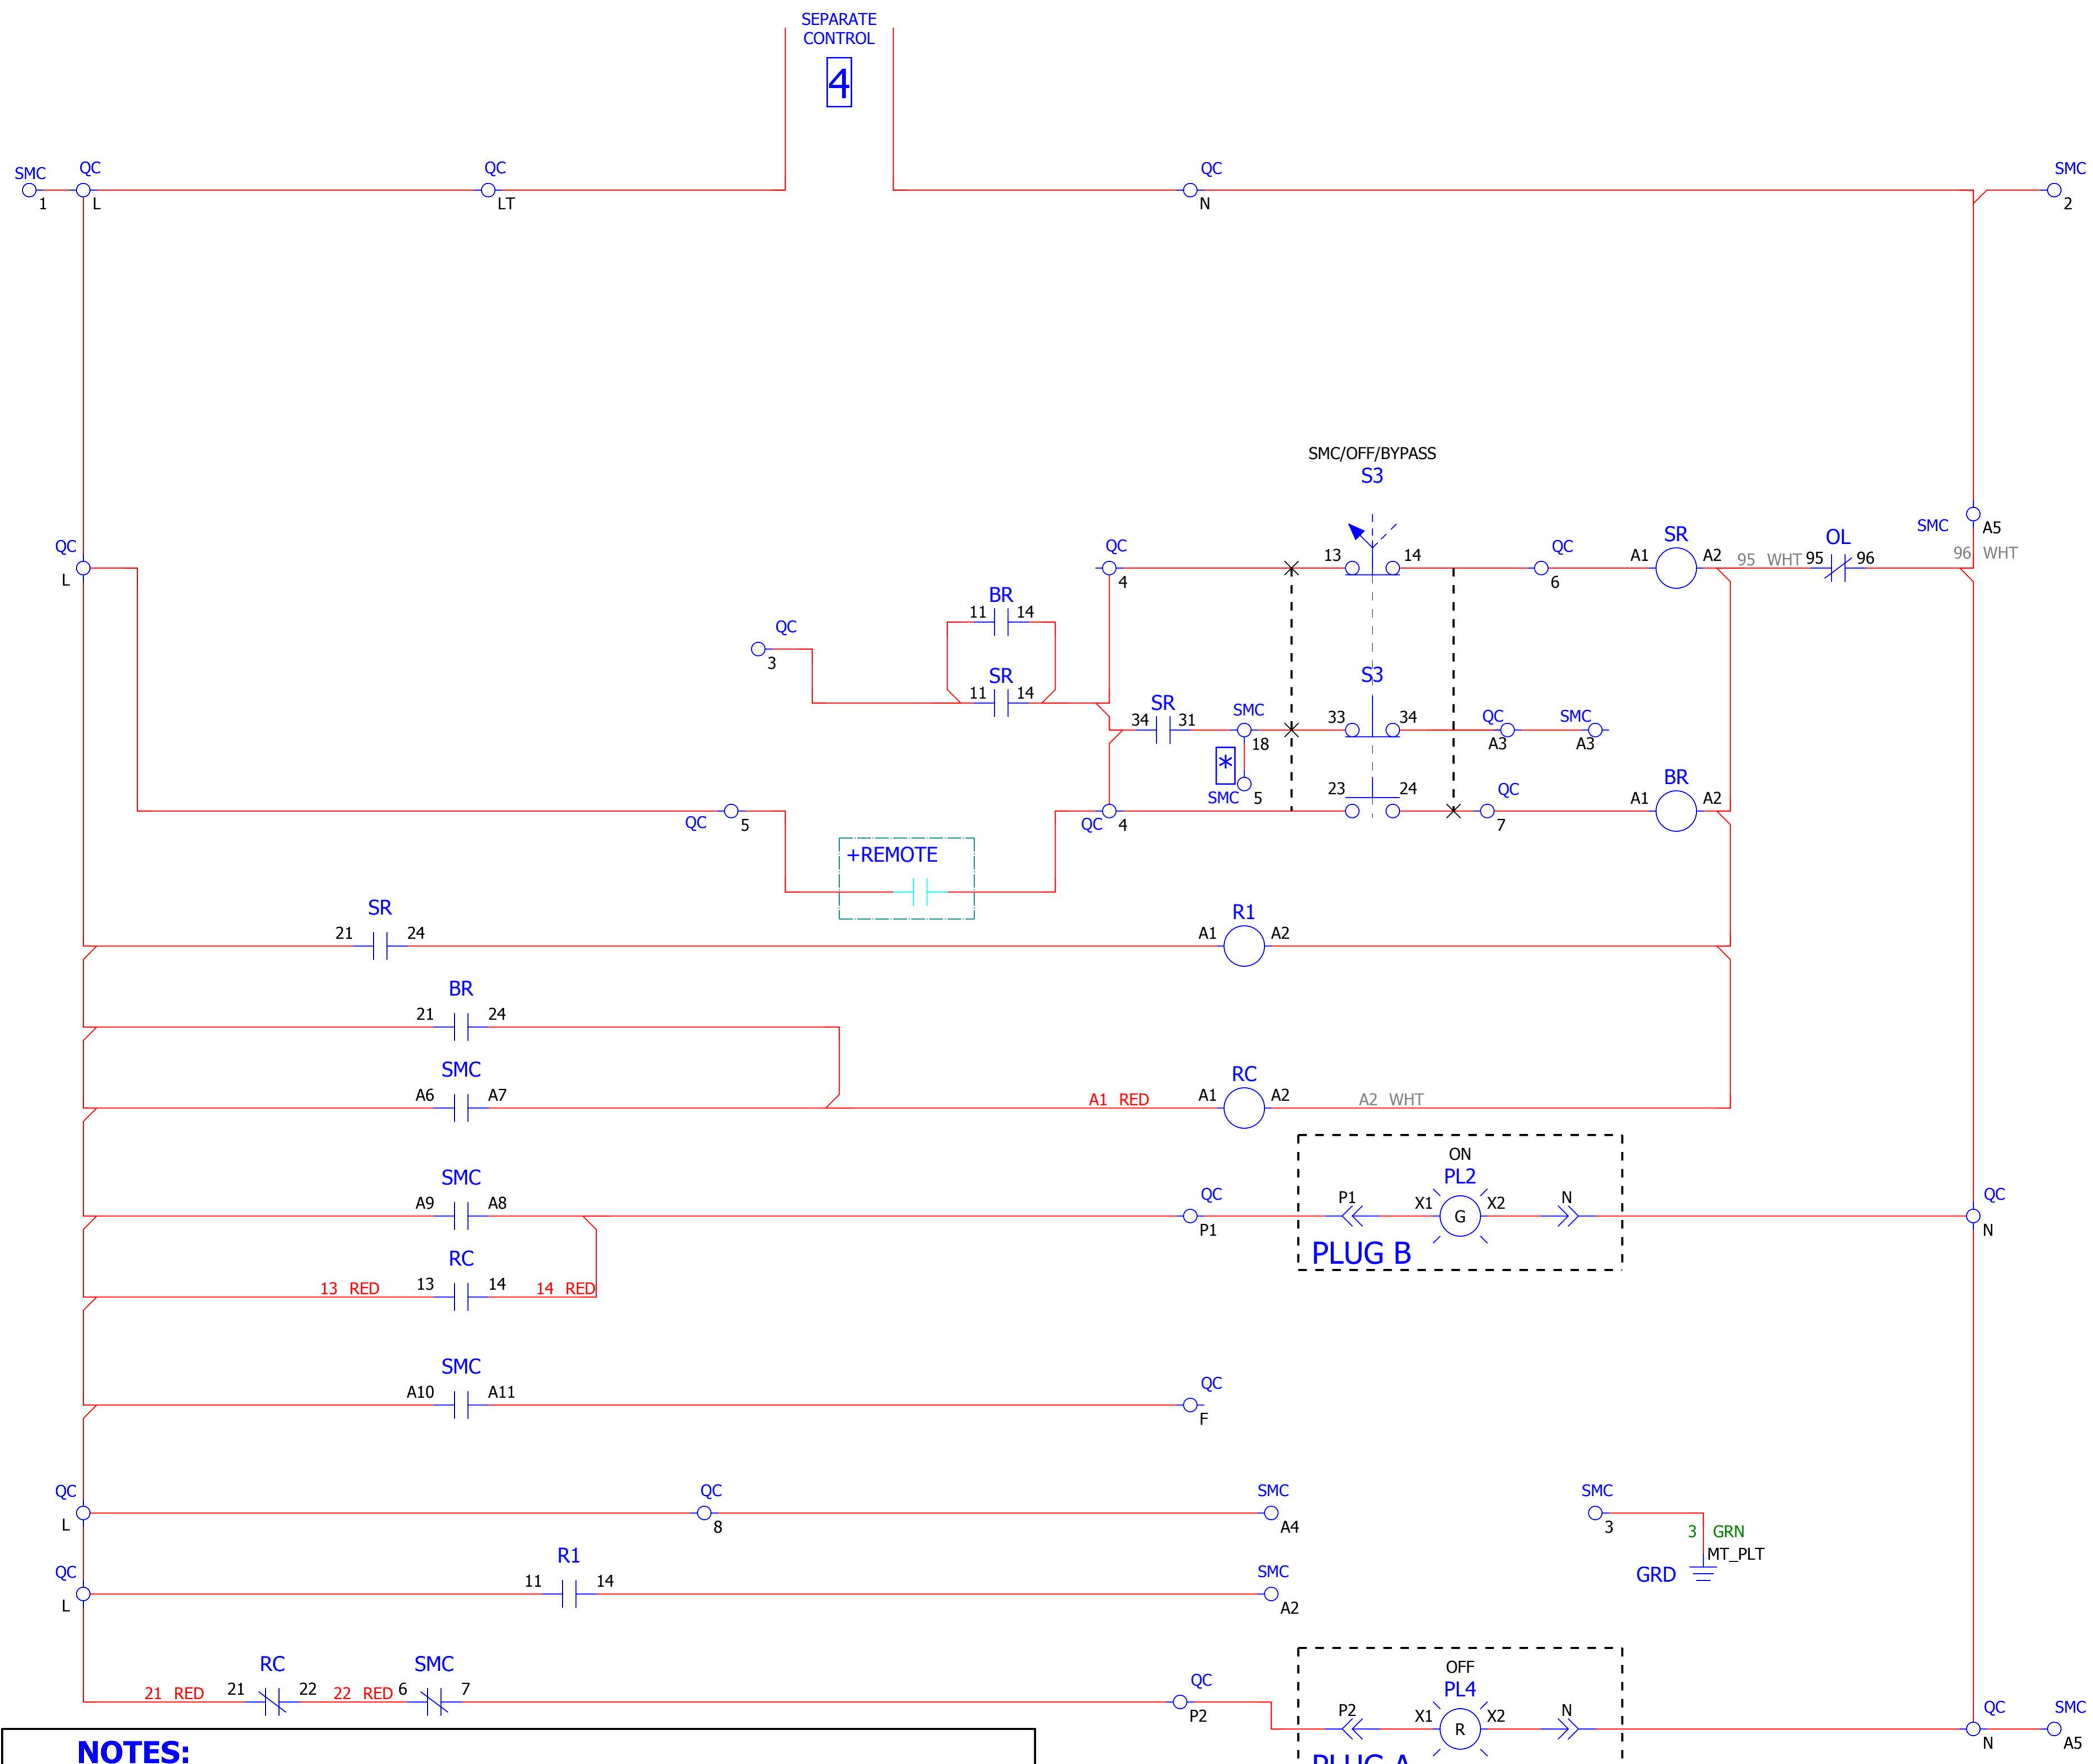 SEPARATE
CONTROL
4
SMC
1
QC
L
QC
LT
QC
N
SMC
2
SMC/OFF/BYPASS
S3
QC
L
QC
4
13
14
QC
6
SR
A1
A2
95 WHT
OL
95
96
SMC
A5
96 WHT
BR
11
14
QC
3
SR
11
14
S3
SR
34
31
SMC
18
*
SMC
5
33
34
QC
A3
SMC
A3
QC
5
QC
4
23
24
QC
7
BR
A1
A2
+REMOTE
SR
21
24
R1
A1
A2
BR
21
24
SMC
A6
A7
A1 RED
RC
A1
A2
A2 WHT
SMC
A9
A8
QC
P1
ON
PL2
P1
X1
G
X2
N
PLUG B
QC
N
RC
13 RED
13
14
14 RED
SMC
A10
A11
QC
F
QC
L
QC
8
SMC
A4
SMC
3
3 GRN
MT_PLT
GRD
QC
L
R1
11
14
SMC
A2
RC
21 RED
21
22
22 RED
SMC
6
7
QC
P2
OFF
PL4
P2
X1
R
X2
N
PLUG A
QC
N
SMC
A5
NOTES: